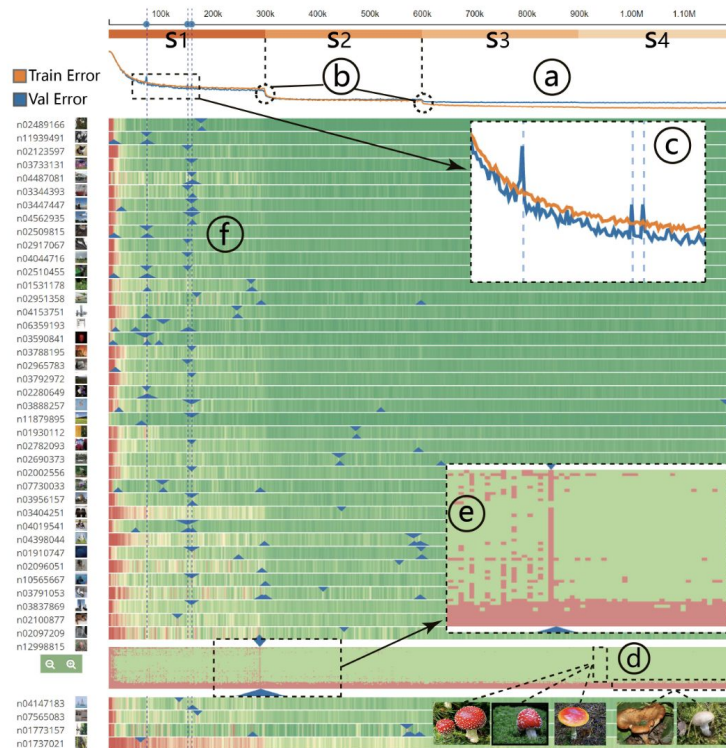 0 100k 200k 300k 400k 500k 600k 700k 800k 900k 1.00M 1.10M
S1 S2 S3 S4
b a
Train Error
Val Error
c
n02489166
n11939491
n02123597
n03733131
n04487081
n03344393
n03447447
n04562935
f
n02509815
n02917067
n04044716
n02510455
n01531178
n02951358
n04153751
n06359193
n03590841
n03788195
n02965783
n03792972
n02280649
n03888257
n11879895
n01930112
n02782093
n02690373
n02002556
n07730033
n03956157
n03404251
e
n04019541
n04398044
n01910747
n02096051
n10565667
n03791053
n03837869
n02100877
n02097209
n12998815
d
n04147183
n07565083
n01773157
n01737021